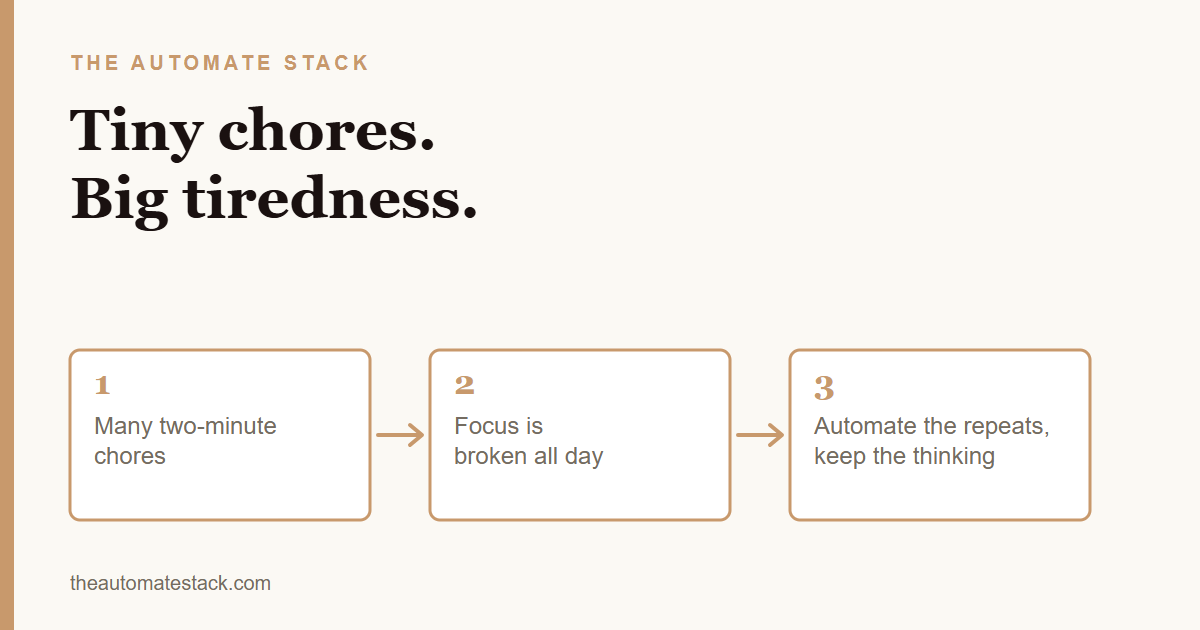 THE AUTOMATE STACK
Tiny chores.
Big tiredness.
1
Many two-minute
chores
2
Focus is
broken all day
3
Automate the repeats,
keep the thinking
theautomatestack.com